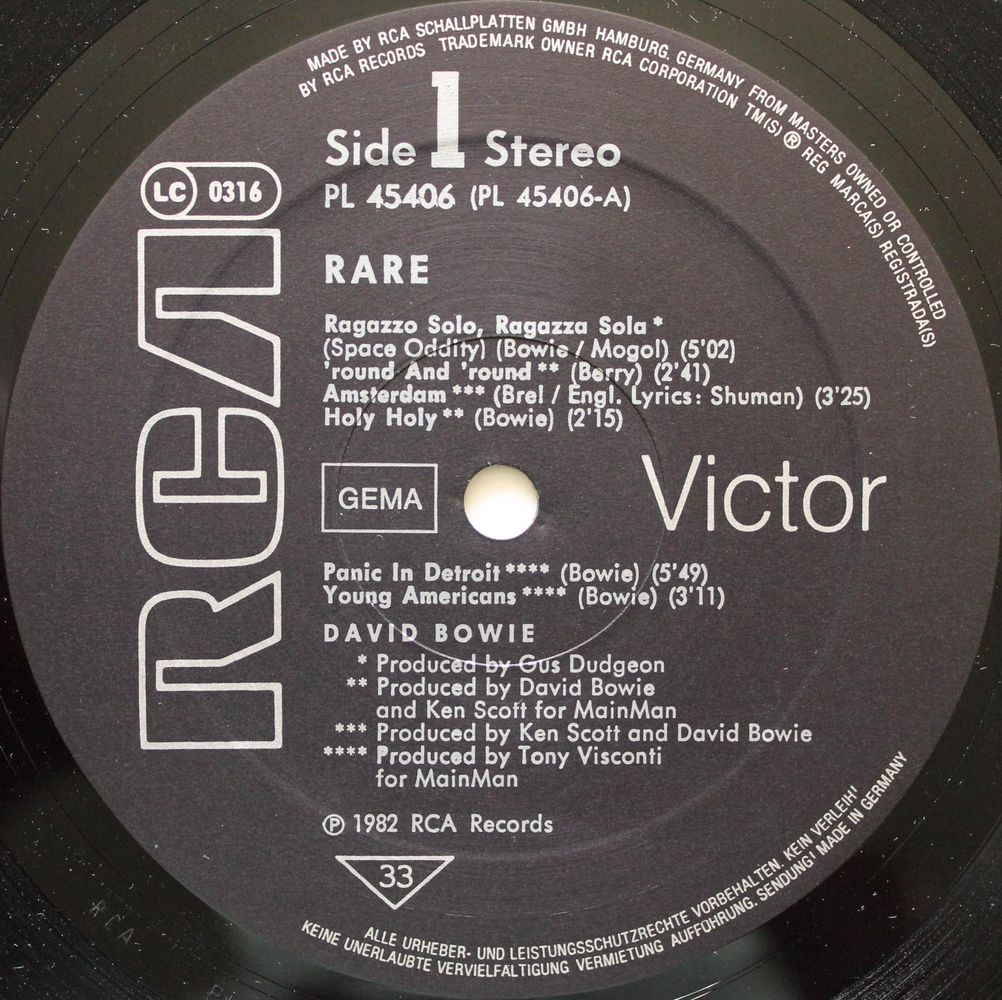 MADE BY RCA SCHALLPLATTEN GMBH HAMBURG, GERMANY FROM MASTERS OWNED OR CONTROLLED
BY RCA RECORDS TRADEMARK OWNER RCA CORPORATION TM(S) ® REG MARCA(S) REGISTRADA(S)
Side 1 Stereo
LC 0316
PL 45406 (PL 45406-A)
RCA
RARE
Ragazzo Solo, Ragazza Sola *
(Space Oddity) (Bowie / Mogol) (5'02)
'round And 'round ** (Berry) (2'41)
Amsterdam *** (Brel / Engl. Lyrics: Shuman) (3'25)
Holy Holy ** (Bowie) (2'15)
GEMA
Victor
Panic In Detroit **** (Bowie) (5'49)
Young Americans **** (Bowie) (3'11)
DAVID BOWIE
* Produced by Gus Dudgeon
** Produced by David Bowie
and Ken Scott for MainMan
*** Produced by Ken Scott and David Bowie
**** Produced by Tony Visconti
for MainMan
℗ 1982 RCA Records
33
RCA
ALLE URHEBER- UND LEISTUNGSSCHUTZRECHTE VORBEHALTEN. KEIN VERLEIH!
KEINE UNERLAUBTE VERVIELFÄLTIGUNG VERMIETUNG AUFFÜHRUNG, SENDUNG! MADE IN GERMANY